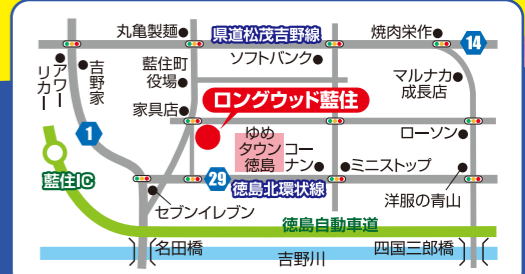 丸亀製麺
県道松茂吉野線
焼肉栄作
14
アワーリカー
吉野家
藍住町
役場
ソフトバンク
マルナカ
成長店
家具店
ロングウッド藍住
1
ゆめ
タウン
徳島
コー
ナン
ローソン
ミニストップ
藍住IC
29
徳島北環状線
洋服の青山
セブンイレブン
徳島自動車道
名田橋
吉野川
四国三郎橋